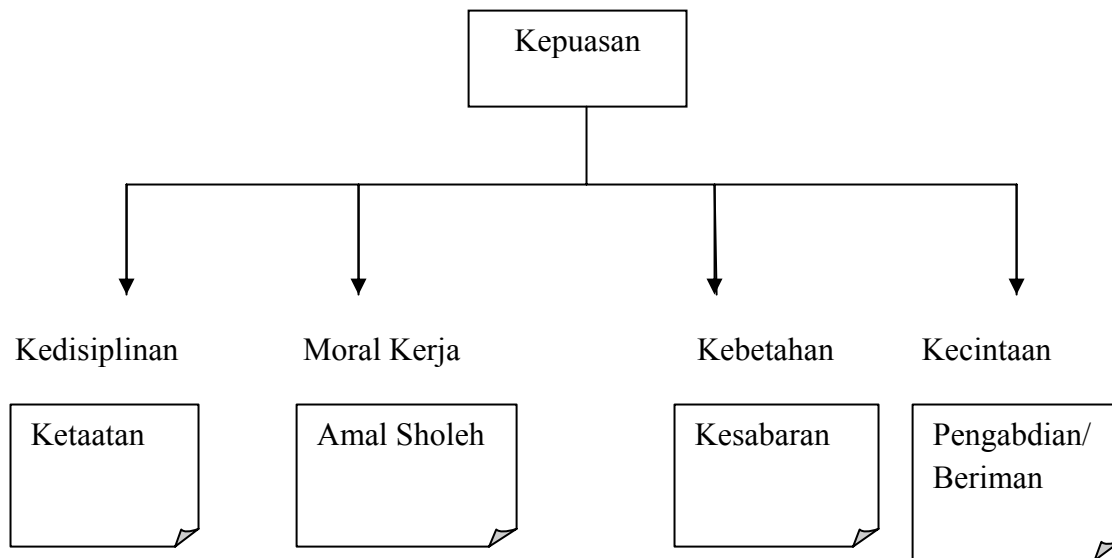 Kepuasan
Kedisiplinan
Moral Kerja
Kebetahan
Kecintaan
Ketaatan
Amal Sholeh
Kesabaran
Pengabdian/
Beriman